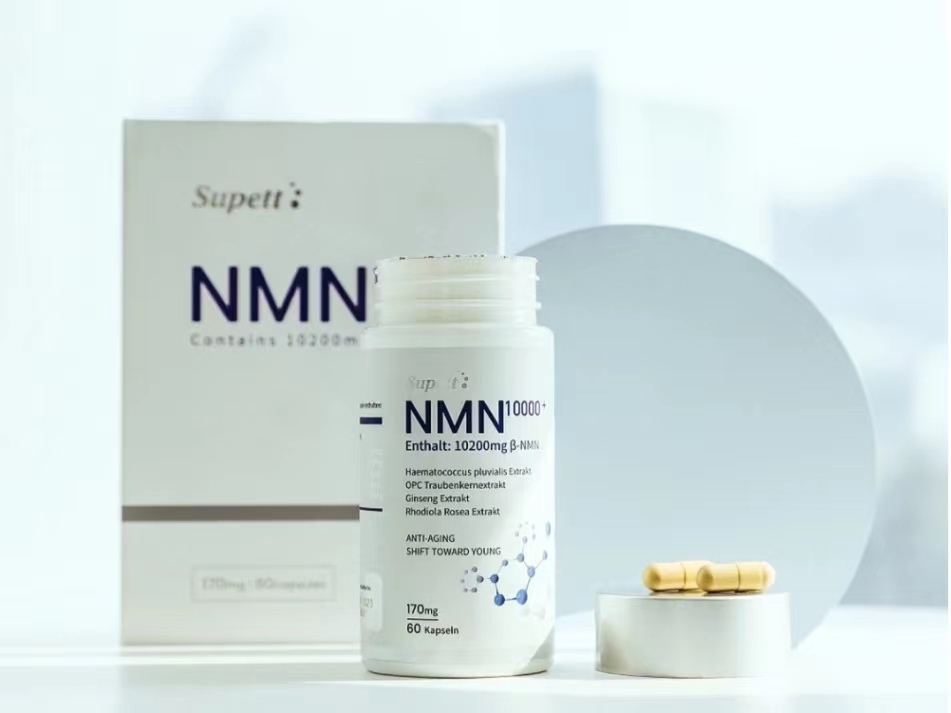 Supett
NMN
Contains 10200m
170mg 60capsules
Supett
NMN10000+
Enthält: 10200mg β-NMN
Haematococcus pluvialis Extrakt
OPC Traubenkernextrakt
Ginseng Extrakt
Rhodiola Rosea Extrakt
ANTI-AGING
SHIFT TOWARD YOUNG
170mg
60 Kapseln